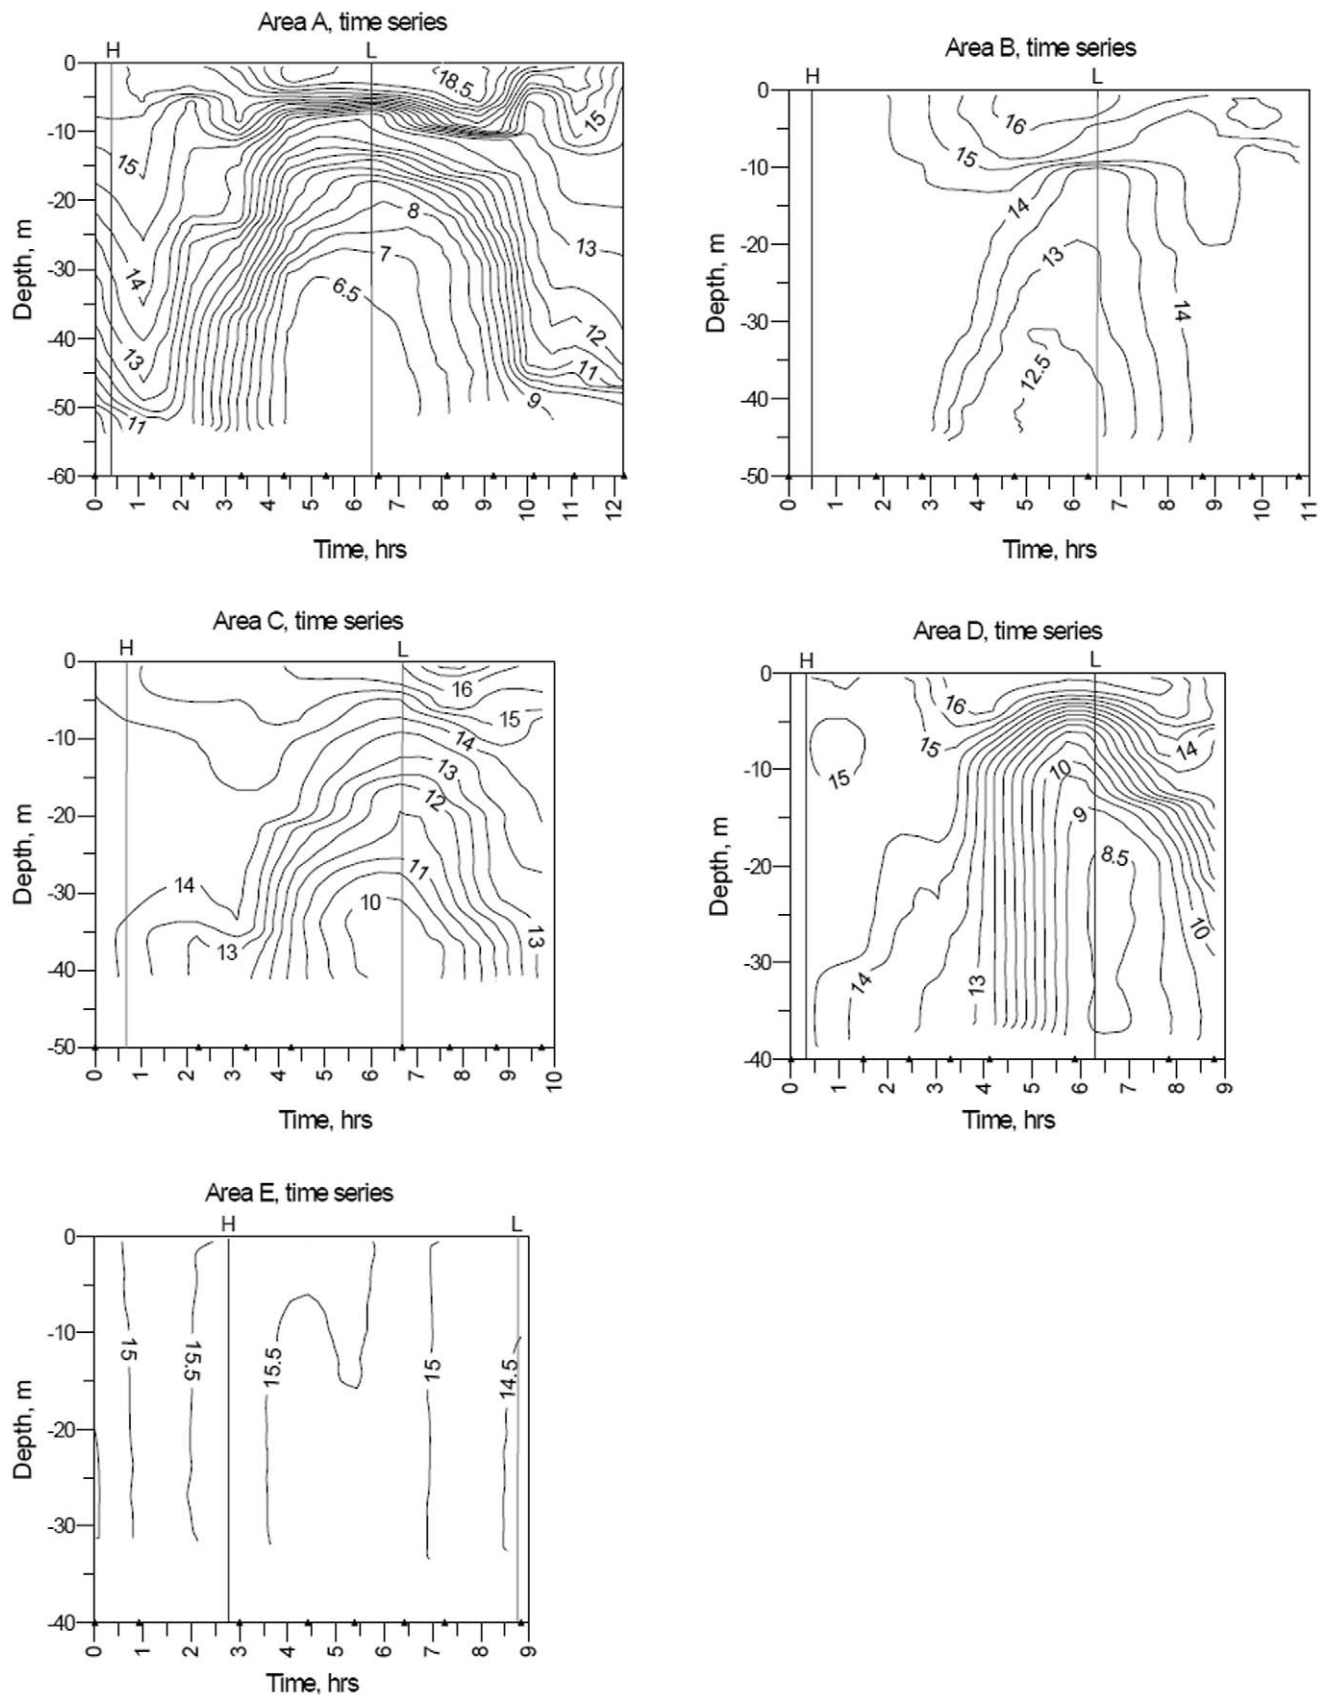 Area A, time series
H L
0
-10
-20
-30
-40
-50
-60
Depth, m
18.5
15
15
8
13
7
14
6.5
12
13
11
9
11
0 1 2 3 4 5 6 7 8 9 10 11 12
Time, hrs
Area B, time series
H L
0
-10
-20
-30
-40
-50
Depth, m
16
15
14
13
14
12.5
0 1 3 4 5 6 7 8 9 10 11
Time, hrs
Area C, time series
H L
0
-10
-20
-30
-40
-50
Depth, m
16
15
14
13
12
11
14
10
13
13
0 1 2 3 4 5 6 7 8 9 10
Time, hrs
Area D, time series
H L
0
-10
-20
-30
-40
Depth, m
16
15
14
15
10
9
8.5
10
14
13
0 1 2 3 4 5 6 7 8 9
Time, hrs
Area E, time series
H L
0
-10
-20
-30
-40
Depth, m
15
15.5
15.5
15
14.5
0 1 2 3 4 5 6 7 8 9
Time, hrs